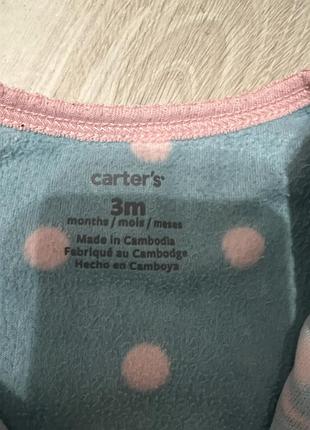 carter's
3m
months / mois / meses
Made in Cambodia
Fabriqué au Cambodge
Hecho en Camboya